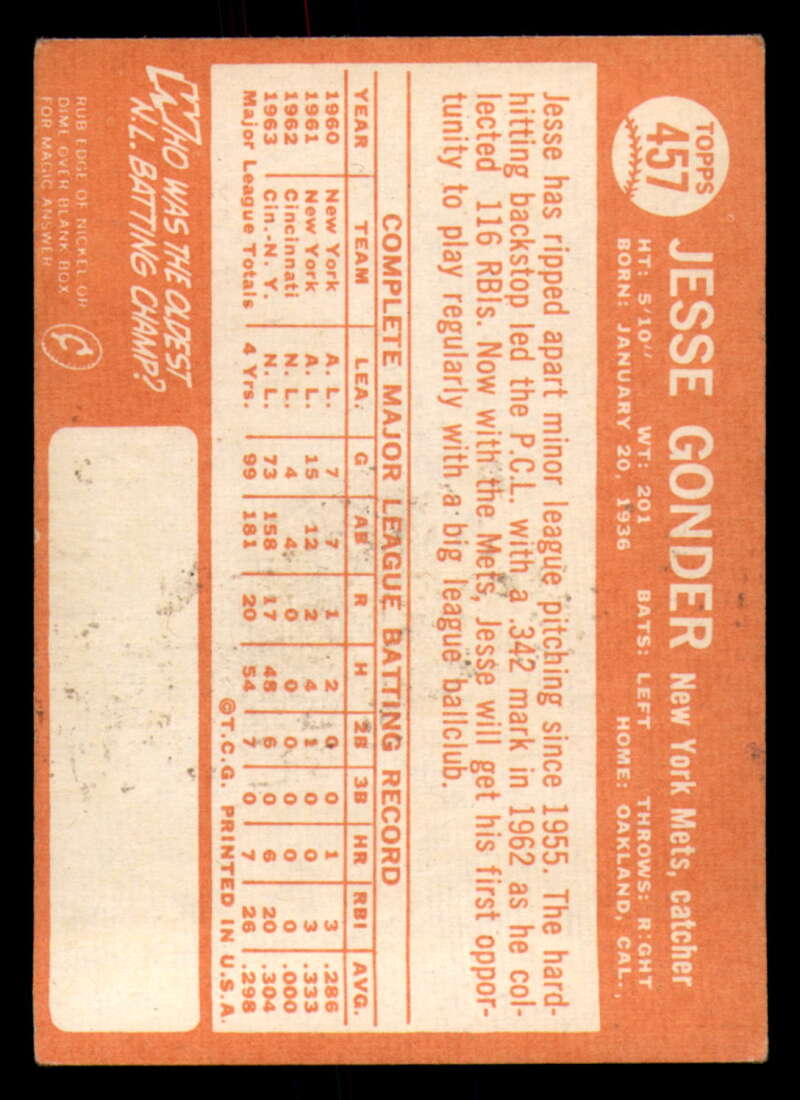 TOPPS
457
JESSE GONDER New York Mets, catcher
HT: 5'10" WT: 201 BATS: LEFT THROWS: RIGHT
BORN: JANUARY 20, 1936 HOME: OAKLAND, CAL.,
Jesse has ripped apart minor league pitching since 1955. The hard-
hitting backstop led the P.C.L. with a .342 mark in 1962 as he col-
lected 116 RBIs. Now with the Mets, Jesse will get his first oppor-
tunity to play regularly with a big league ballclub.
COMPLETE MAJOR LEAGUE BATTING RECORD
YEAR TEAM LEA. G AB R H 2B 3B HR RBI AVG.
1960 New York A. L. 7 7 1 2 0 0 1 3 .286
1961 New York A. L. 15 12 2 4 1 0 0 3 .333
1962 Cincinnati N. L. 4 4 0 0 0 0 0 0 .000
1963 Cin.-N. Y. N. L. 73 158 17 48 6 0 6 20 .304
Major League Totals 4 Yrs. 99 181 20 54 7 0 7 26 .298
©T.C.G. PRINTED IN U.S.A.
WHO WAS THE OLDEST
N.L. BATTING CHAMP?
RUB EDGE OF NICKEL OR
DIME OVER BLANK BOX
FOR MAGIC ANSWER